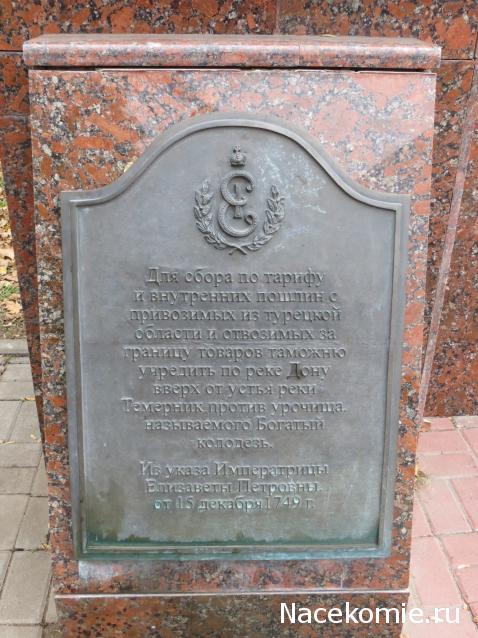 Для сбора по тарифу
и внутренних пошлин с
привозимых из турецкой
области и отвозимых за
границу товаров таможню
учредить по реке Дону
вверх от устья реки
Темерник против урочища,
называемого Богатый
колодезь.
Из указа Императрицы
Елизаветы Петровны
от 15 декабря 1749 г.
Nacekomie.ru